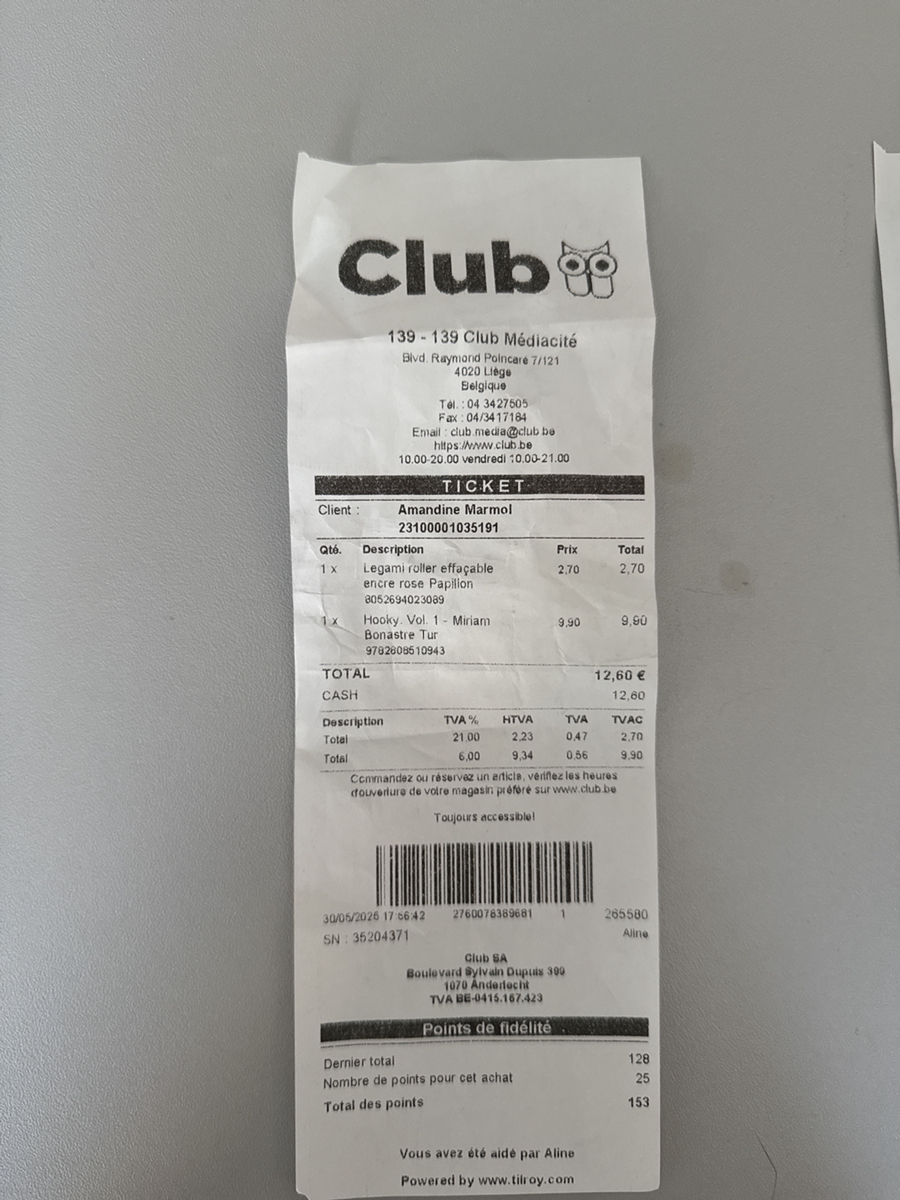 Club
139 - 139 Club Médiacité
Blvd. Raymond Poincaré 7/121
4020 Liège
Belgique
Tél. : 04 3427505
Fax : 04/3417184
Email : club.media@club.be
https://www.club.be
10.00-20.00 vendredi 10.00-21.00
TICKET
Client : Amandine Marmol
23100001035191
Qté. Description Prix Total
1 x Legami roller effaçable 2,70 2,70
encre rose Papillon
8052694023089
1 x Hooky. Vol. 1 - Miriam 9,90 9,90
Bonastre Tur
9782808510943
TOTAL 12,60 €
CASH 12,60
Description TVA % HTVA TVA TVAC
Total 21,00 2,23 0,47 2,70
Total 6,00 9,34 0,56 9,90
Commandez ou réservez un article, vérifiez les heures
d'ouverture de votre magasin préféré sur www.club.be
Toujours accessible!
30/05/2026 17:56:42 2760076369681 1 265580
SN : 35204371 Aline
Club SA
Boulevard Sylvain Dupuis 399
1070 Anderlecht
TVA BE-0415.167.423
Points de fidélité
Dernier total 128
Nombre de points pour cet achat 25
Total des points 153
Vous avez été aidé par Aline
Powered by www.tilroy.com